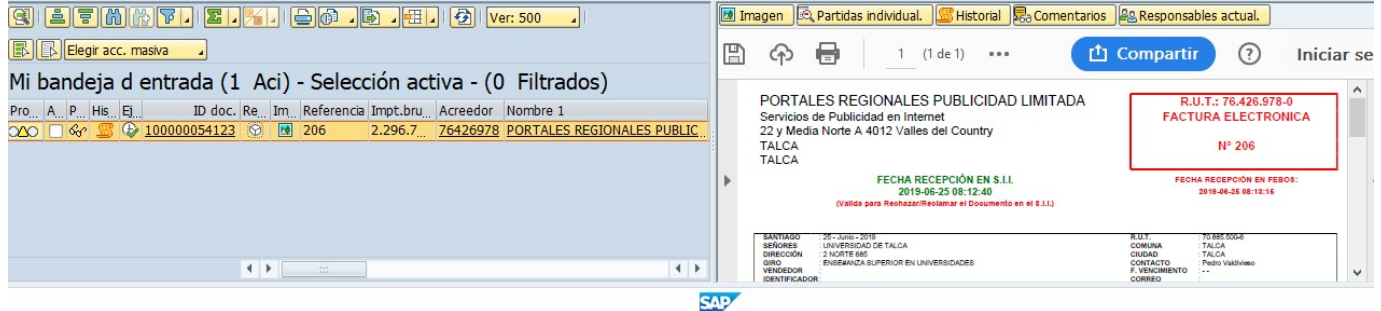 Ver: 500
Elegir acc. masiva
Mi bandeja d entrada (1 Aci) - Selección activa - (0 Filtrados)
Pro... A... P... His... Ej... ID doc. Re... Im... Referencia Impt.bru... Acreedor Nombre 1
100000054123 206 2.296.7... 76426978 PORTALES REGIONALES PUBLIC
Imagen Partidas individual. Historial Comentarios Responsables actual.
1 (1 de 1) Compartir ? Iniciar se
PORTALES REGIONALES PUBLICIDAD LIMITADA
Servicios de Publicidad en Internet
22 y Media Norte A 4012 Valles del Country
TALCA
TALCA
R.U.T.: 76.426.978-0
FACTURA ELECTRONICA
Nº 206
FECHA RECEPCIÓN EN S.I.I.
2019-06-25 08:12:40
(Valida para Rechazar/Reclamar el Documento en el S.I.I.)
FECHA RECEPCIÓN EN FEBOS:
2019-06-25 08:13:15
SANTIAGO : 25 - Junio - 2019
SEÑORES : UNIVERSIDAD DE TALCA
DIRECCIÓN : 2 NORTE 685
GIRO : ENSEÑANZA SUPERIOR EN UNIVERSIDADES
VENDEDOR :
IDENTIFICADOR:
R.U.T. : 70.885.500-6
COMUNA : TALCA
CIUDAD : TALCA
CONTACTO : Pedro Valdivieso
F. VENCIMIENTO : --
CORREO :
SAP